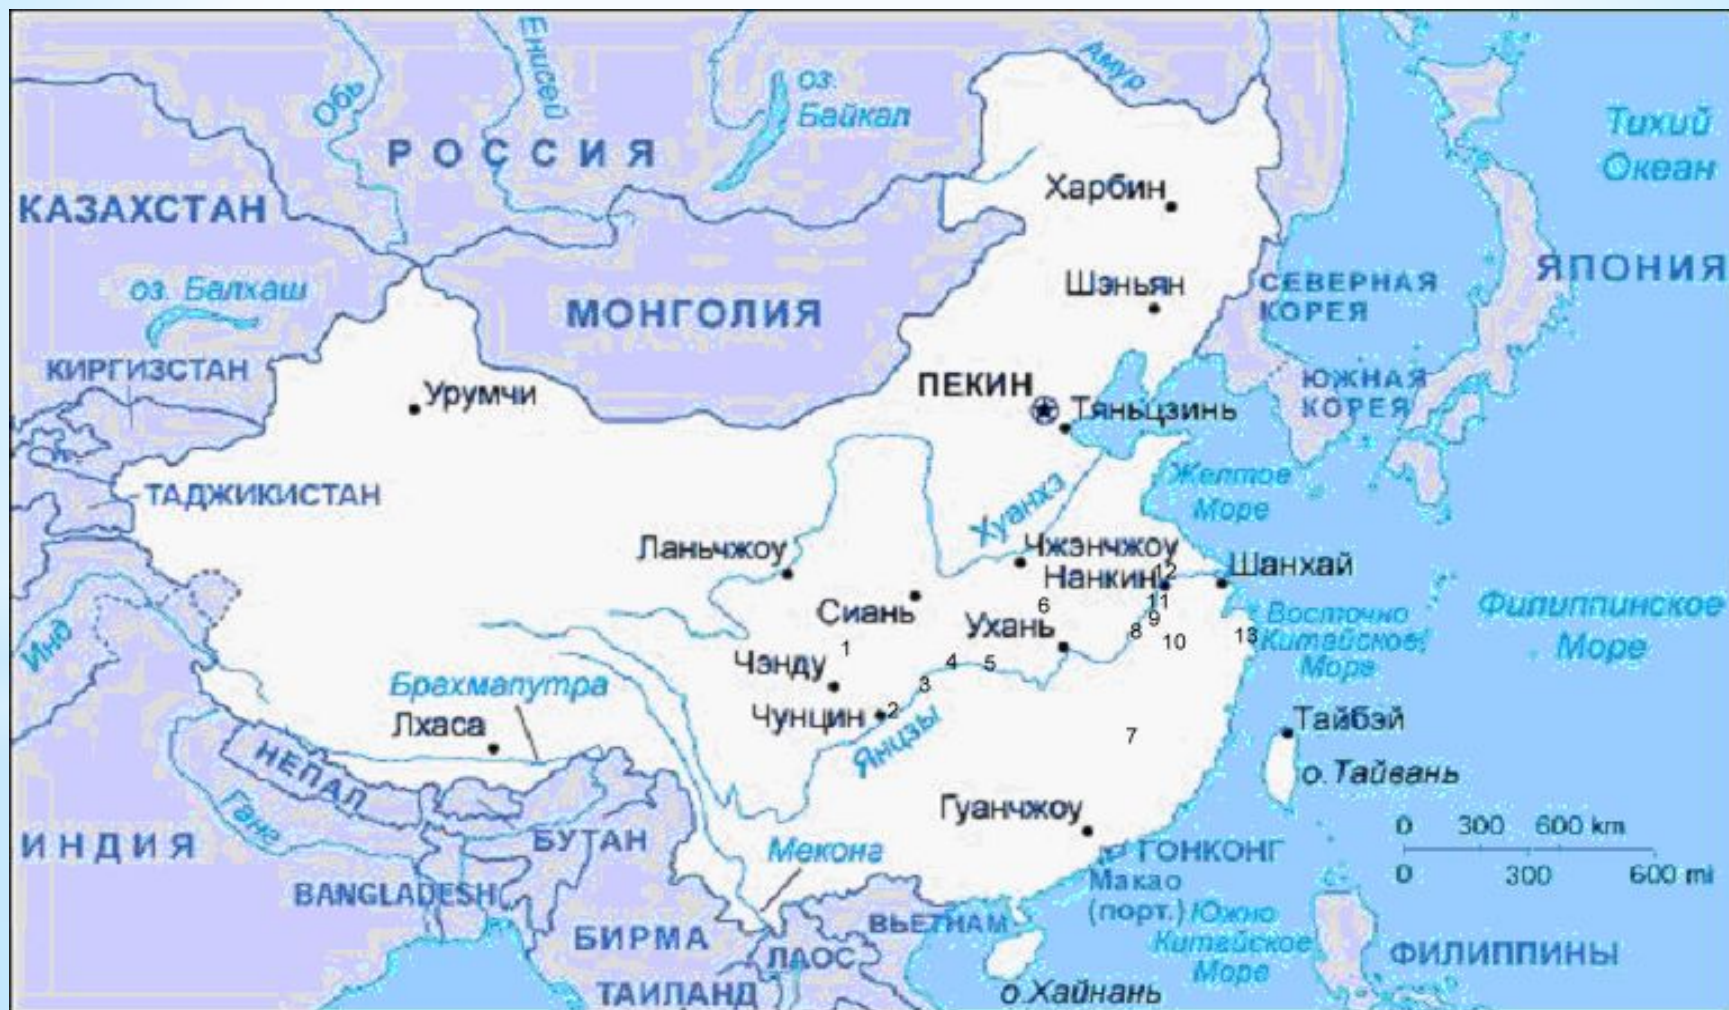 Обь
Енисей
оз.
Байкал
Амур
Тихий
Океан
РОССИЯ
КАЗАХСТАН
Харбин
оз. Балхаш
МОНГОЛИЯ
Шэньян
СЕВЕРНАЯ
КОРЕЯ
ЯПОНИЯ
КИРГИЗСТАН
Урумчи
ПЕКИН
Тяньцзинь
ЮЖНАЯ
КОРЕЯ
ТАДЖИКИСТАН
Желтое
Море
Хуанхэ
Ланьчжоу
Чжэнчжоу
Нанкин
12
Шанхай
Сиань
6
11
Ухань
9
8
10
13
Восточно
Китайское
Море
Филиппинское
Море
Инд
1
Чэнду
4
5
3
Брахмапутра
Чунцин
2
Янцзы
Лхаса
7
Тайбэй
о.Тайвань
НЕПАЛ
Ганг
ИНДИЯ
БУТАН
Гуанчжоу
0 300 600 km
0 300 600 mi
Меконг
ГОНКОНГ
Макао
(порт.)
BANGLADESH
ВЬЕТНАМ
Южно
Китайское
Море
БИРМА
ЛАОС
ФИЛИППИНЫ
ТАИЛАНД
о.Хайнань